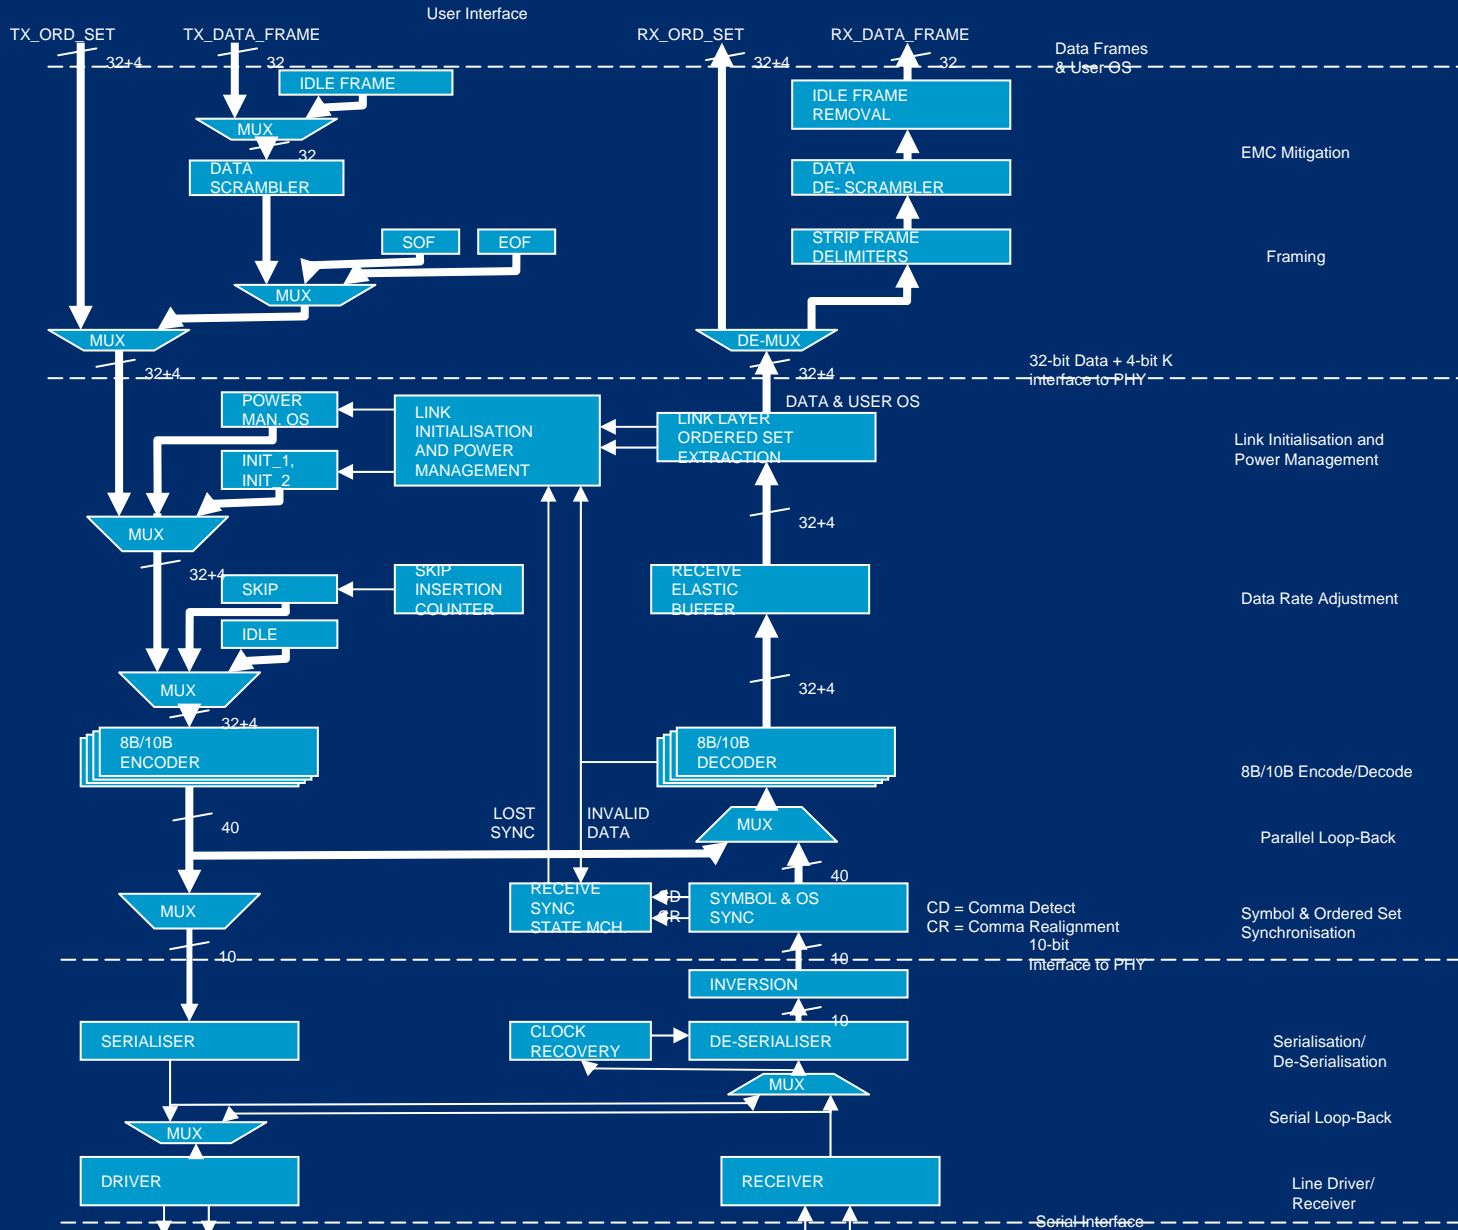 User Interface
TX_ORD_SET
TX_DATA_FRAME
RX_ORD_SET
RX_DATA_FRAME
Data Frames
& User OS
32+4
32
32+4
32
IDLE FRAME
IDLE FRAME
REMOVAL
MUX
32
EMC Mitigation
DATA
SCRAMBLER
DATA
DE- SCRAMBLER
SOF
EOF
STRIP FRAME
DELIMITERS
Framing
MUX
MUX
DE-MUX
32+4
32+4
32-bit Data + 4-bit K
interface to PHY
DATA & USER OS
POWER
MAN. OS
LINK
INITIALISATION
AND POWER
MANAGEMENT
LINK LAYER
ORDERED SET
EXTRACTION
Link Initialisation and
Power Management
INIT_1,
INIT_2
MUX
32+4
32+4
SKIP
SKIP
INSERTION
COUNTER
RECEIVE
ELASTIC
BUFFER
Data Rate Adjustment
IDLE
MUX
32+4
32+4
8B/10B
ENCODER
8B/10B
DECODER
8B/10B Encode/Decode
40
LOST
SYNC
INVALID
DATA
MUX
Parallel Loop-Back
40
MUX
RECEIVE
SYNC
STATE MCH.
CD
CR
SYMBOL & OS
SYNC
CD = Comma Detect
CR = Comma Realignment
Symbol & Ordered Set
Synchronisation
10
10
10-bit
Interface to PHY
INVERSION
10
SERIALISER
CLOCK
RECOVERY
DE-SERIALISER
Serialisation/
De-Serialisation
MUX
Serial Loop-Back
MUX
DRIVER
RECEIVER
Line Driver/
Receiver
Serial Interface